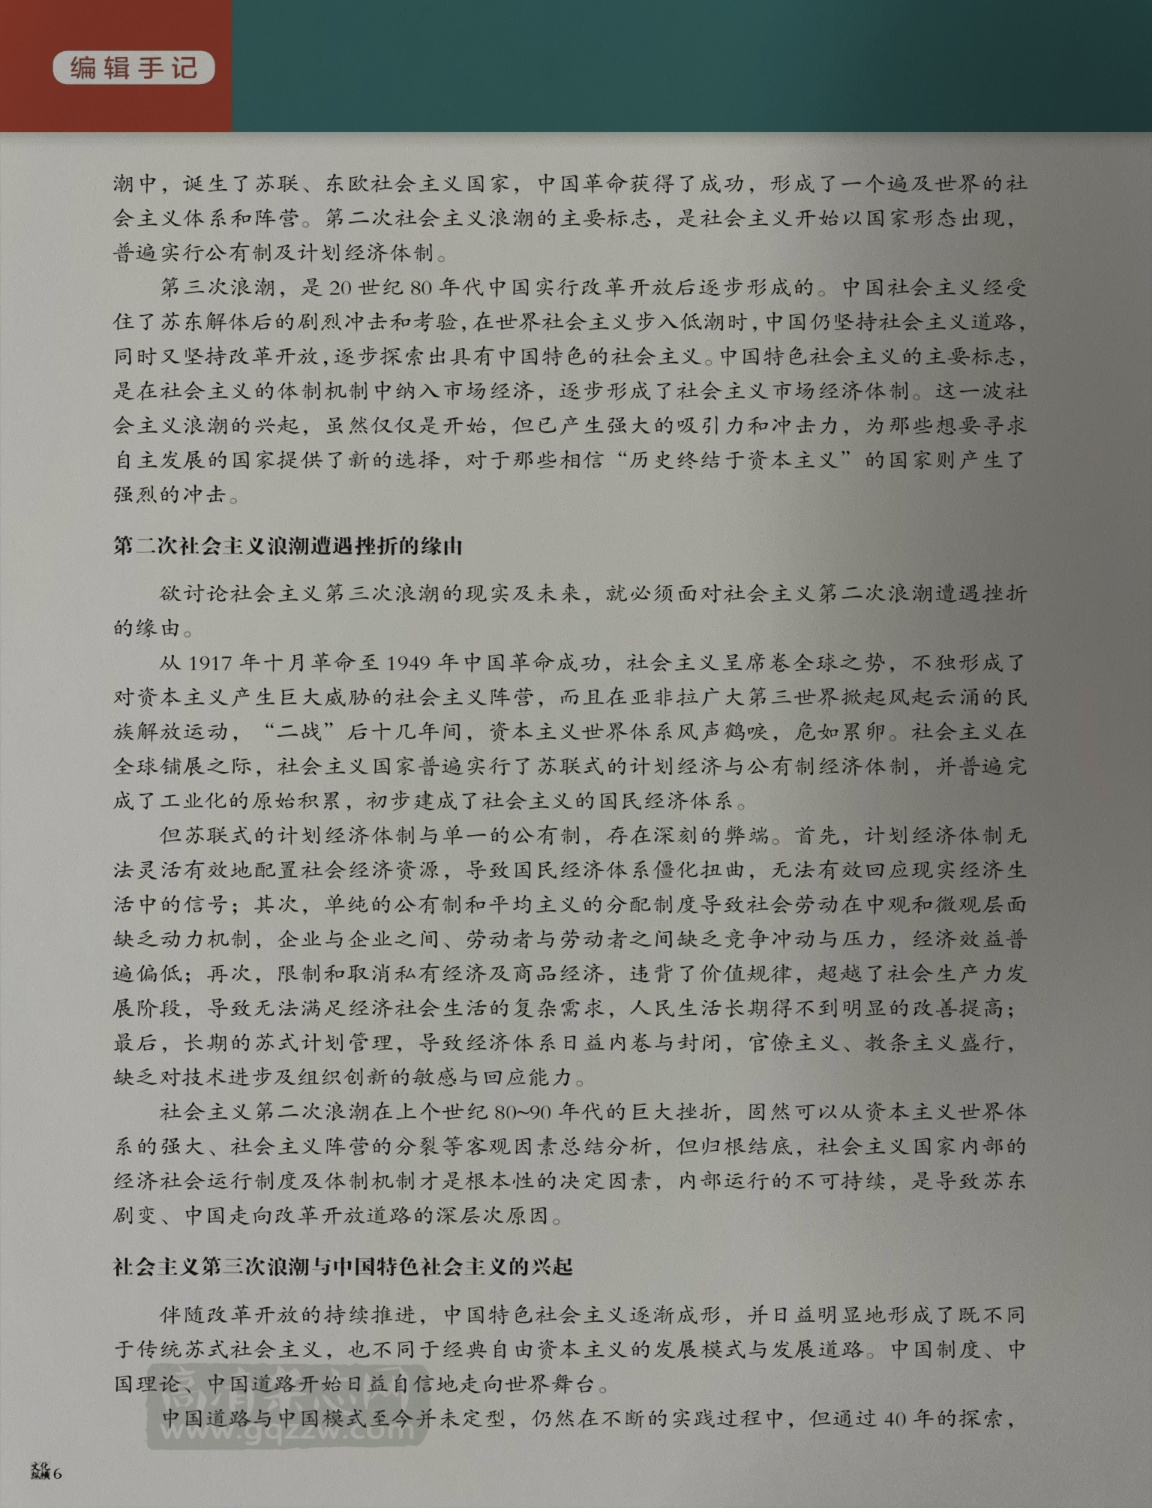 编辑手记
潮中，诞生了苏联、东欧社会主义国家，中国革命获得了成功，形成了一个遍及世界的社
会主义体系和阵营。第二次社会主义浪潮的主要标志，是社会主义开始以国家形态出现，
普遍实行公有制及计划经济体制。
第三次浪潮，是 20 世纪 80 年代中国实行改革开放后逐步形成的。中国社会主义经受
住了苏东解体后的剧烈冲击和考验，在世界社会主义步入低潮时，中国仍坚持社会主义道路，
同时又坚持改革开放，逐步探索出具有中国特色的社会主义。中国特色社会主义的主要标志，
是在社会主义的体制机制中纳入市场经济，逐步形成了社会主义市场经济体制。这一波社
会主义浪潮的兴起，虽然仅仅是开始，但已产生强大的吸引力和冲击力，为那些想要寻求
自主发展的国家提供了新的选择，对于那些相信“历史终结于资本主义”的国家则产生了
强烈的冲击。
第二次社会主义浪潮遭遇挫折的缘由
欲讨论社会主义第三次浪潮的现实及未来，就必须面对社会主义第二次浪潮遭遇挫折
的缘由。
从 1917 年十月革命至 1949 年中国革命成功，社会主义呈席卷全球之势，不独形成了
对资本主义产生巨大威胁的社会主义阵营，而且在亚非拉广大第三世界掀起风起云涌的民
族解放运动，“二战”后十几年间，资本主义世界体系风声鹤唳，危如累卵。社会主义在
全球铺展之际，社会主义国家普遍实行了苏联式的计划经济与公有制经济体制，并普遍完
成了工业化的原始积累，初步建成了社会主义的国民经济体系。
但苏联式的计划经济体制与单一的公有制，存在深刻的弊端。首先，计划经济体制无
法灵活有效地配置社会经济资源，导致国民经济体系僵化扭曲，无法有效回应现实经济生
活中的信号；其次，单纯的公有制和平均主义的分配制度导致社会劳动在中观和微观层面
缺乏动力机制，企业与企业之间、劳动者与劳动者之间缺乏竞争冲动与压力，经济效益普
遍偏低；再次，限制和取消私有经济及商品经济，违背了价值规律，超越了社会生产力发
展阶段，导致无法满足经济社会生活的复杂需求，人民生活长期得不到明显的改善提高；
最后，长期的苏式计划管理，导致经济体系日益内卷与封闭，官僚主义、教条主义盛行，
缺乏对技术进步及组织创新的敏感与回应能力。
社会主义第二次浪潮在上个世纪 80~90 年代的巨大挫折，固然可以从资本主义世界体
系的强大、社会主义阵营的分裂等客观因素总结分析，但归根结底，社会主义国家内部的
经济社会运行制度及体制机制才是根本性的决定因素，内部运行的不可持续，是导致苏东
剧变、中国走向改革开放道路的深层次原因。
社会主义第三次浪潮与中国特色社会主义的兴起
伴随改革开放的持续推进，中国特色社会主义逐渐成形，并日益明显地形成了既不同
于传统苏式社会主义，也不同于经典自由资本主义的发展模式与发展道路。中国制度、中
国理论、中国道路开始日益自信地走向世界舞台。
中国道路与中国模式至今并未定型，仍然在不断的实践过程中，但通过 40 年的探索，
高清杂志网
www.gqzzw.com
文化
纵横 6